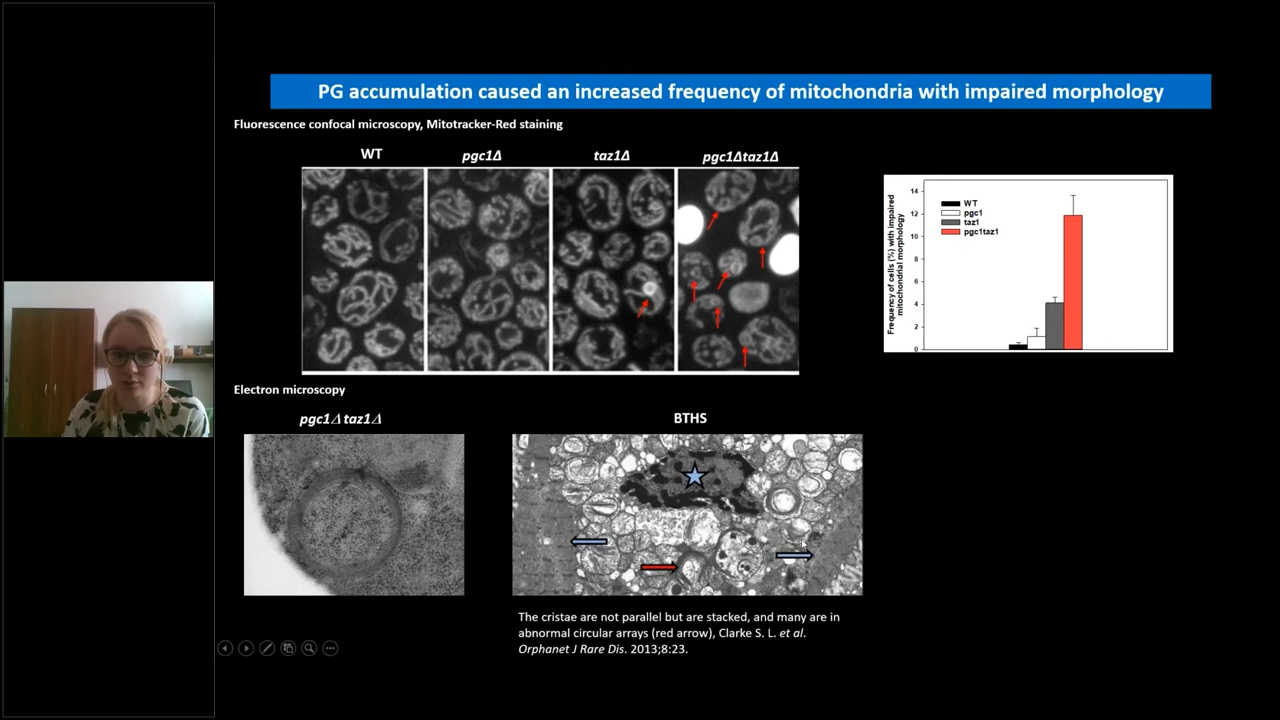 PG accumulation caused an increased frequency of mitochondria with impaired morphology
Fluorescence confocal microscopy, Mitotracker-Red staining
WT
pgc1Δ
taz1Δ
pgc1Δtaz1Δ
Frequency of cells (%) with impaired
mitochondrial morphology
14
12
10
8
6
4
2
0
WT
pgc1
taz1
pgc1taz1
Electron microscopy
pgc1Δ taz1Δ
BTHS
The cristae are not parallel but are stacked, and many are in
abnormal circular arrays (red arrow), Clarke S. L. et al.
Orphanet J Rare Dis. 2013;8:23.